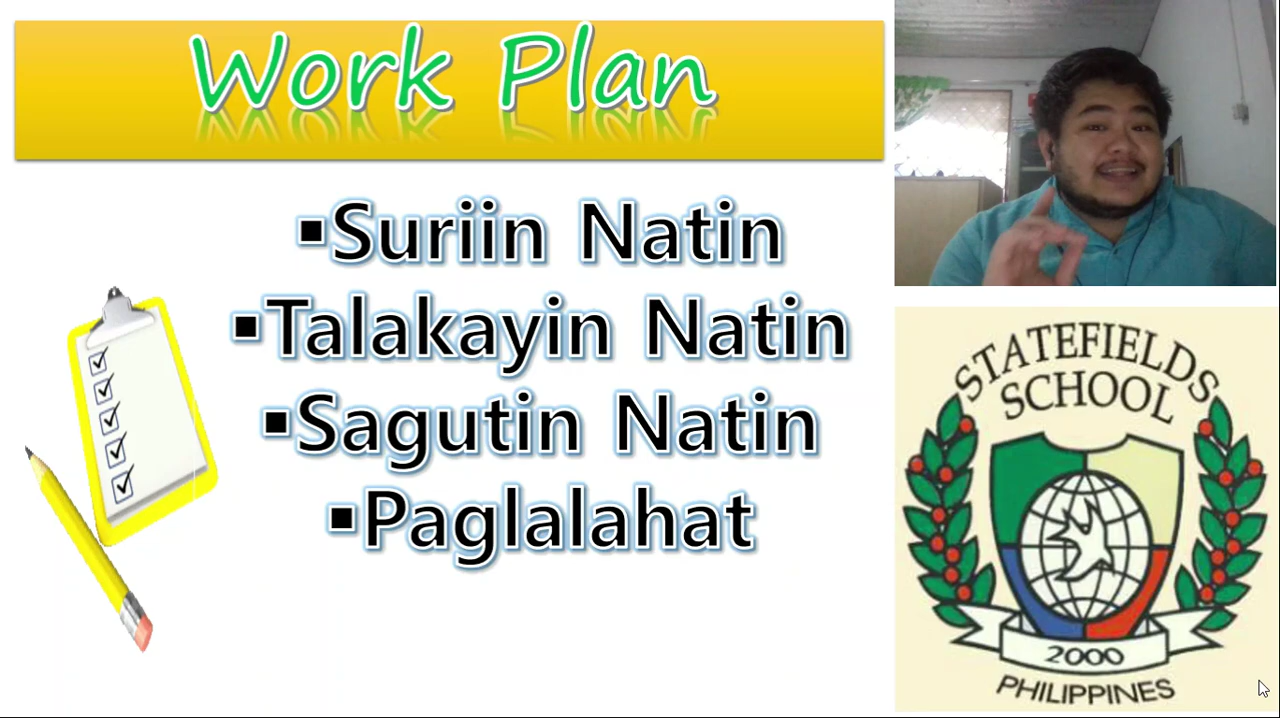 Work Plan
▪Suriin Natin
▪Talakayin Natin
▪Sagutin Natin
▪Paglalahat
STATEFIELDS
SCHOOL
2000
PHILIPPINES